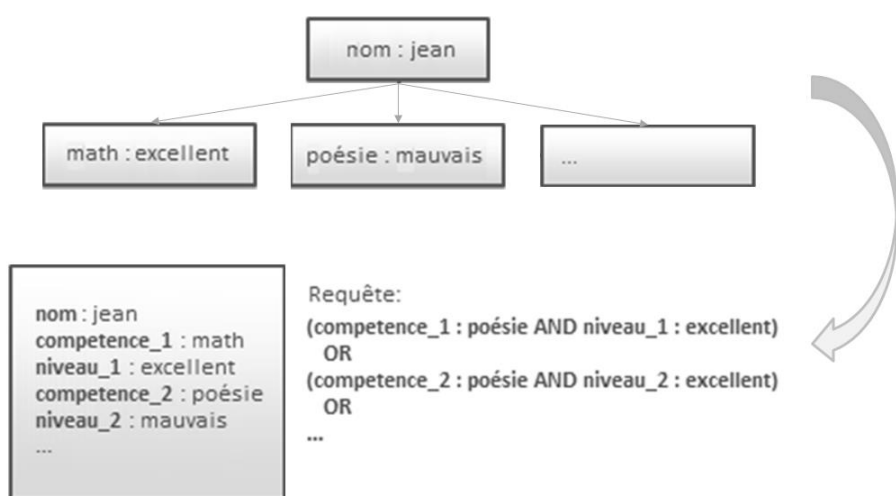 nom : jean
math : excellent
poésie : mauvais
...
nom : jean
competence_1 : math
niveau_1 : excellent
competence_2 : poésie
niveau_2 : mauvais
...
Requête:
(competence_1 : poésie AND niveau_1 : excellent)
OR
(competence_2 : poésie AND niveau_2 : excellent)
OR
...